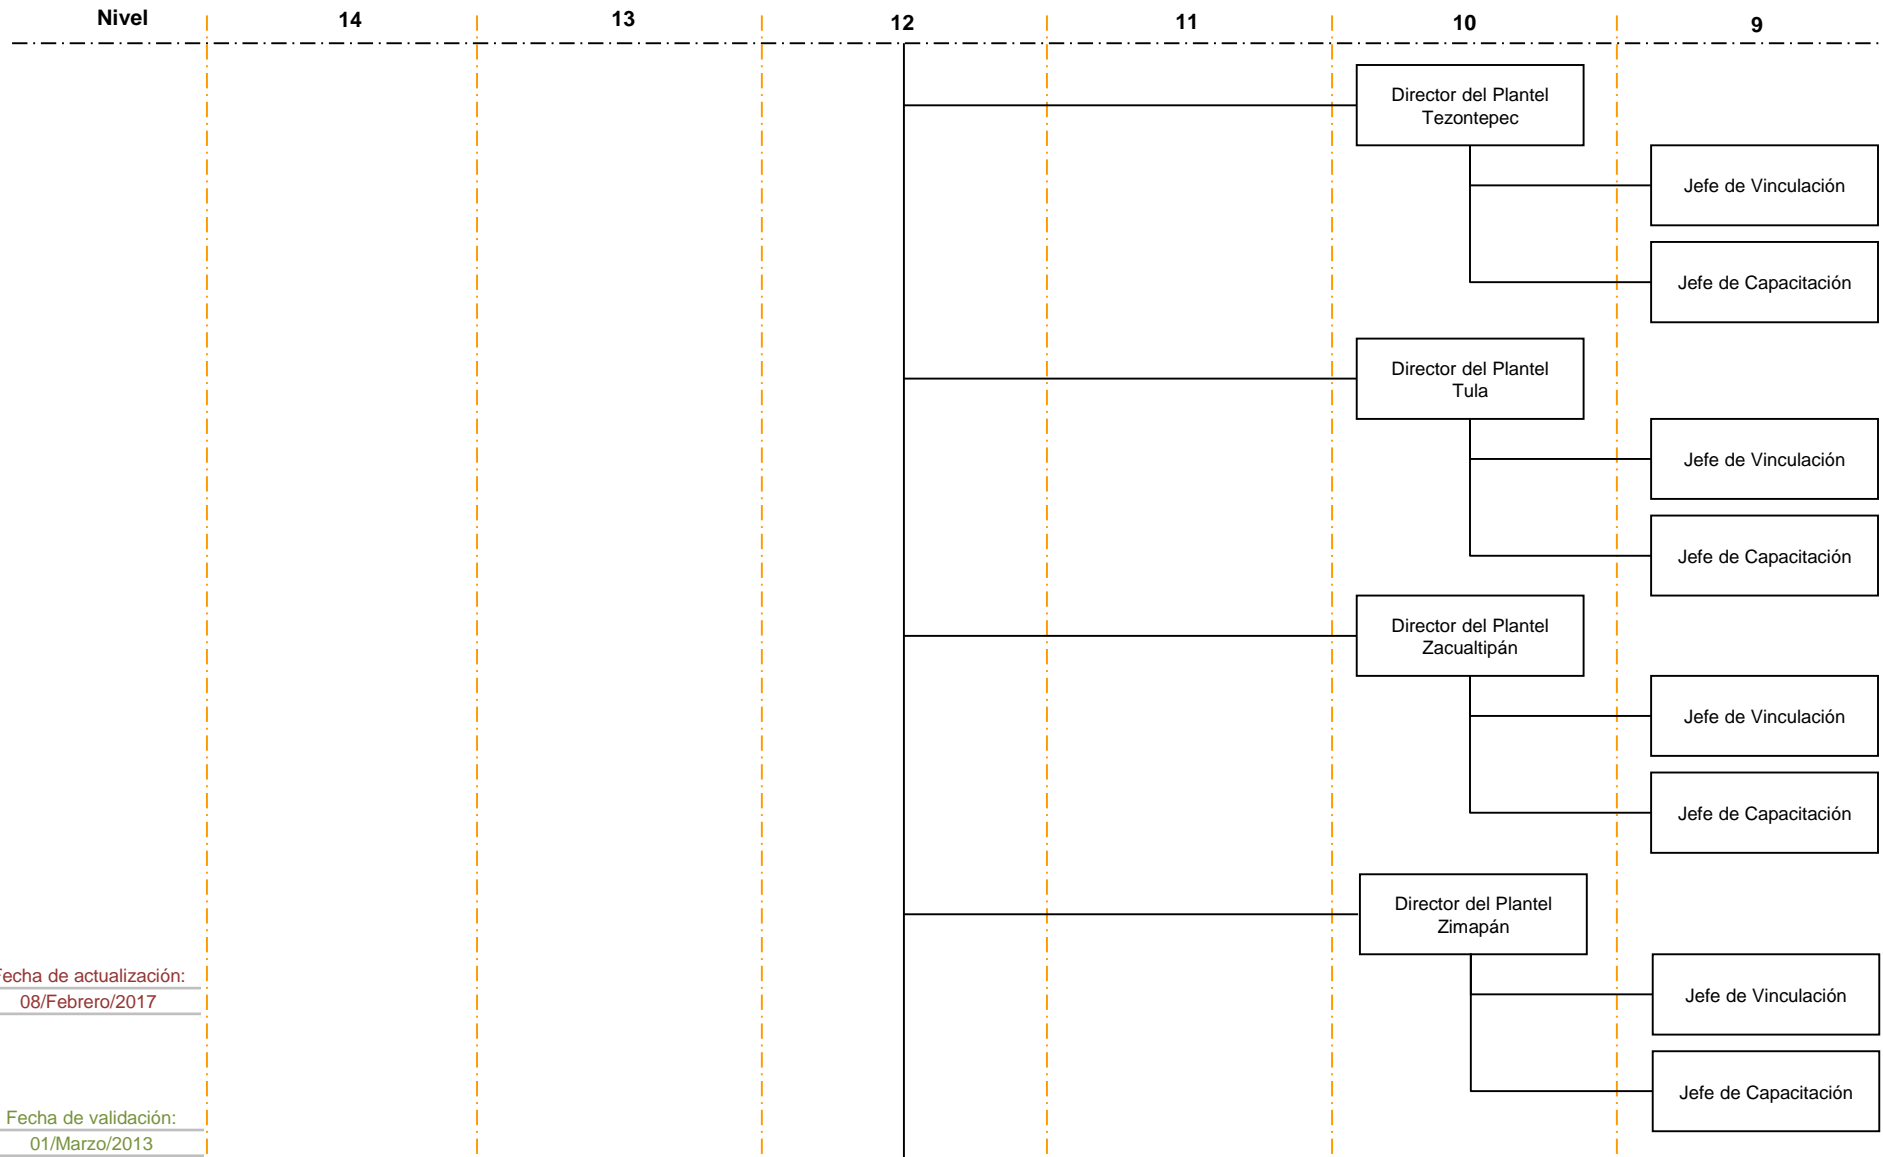 Nivel 14 13 12 11 10 9
Director del Plantel
Tezontepec
Jefe de Vinculación
Jefe de Capacitación
Director del Plantel
Tula
Jefe de Vinculación
Jefe de Capacitación
Director del Plantel
Zacualtipán
Jefe de Vinculación
Jefe de Capacitación
Director del Plantel
Zimapán
Jefe de Vinculación
Jefe de Capacitación
Fecha de actualización:
08/Febrero/2017
Fecha de validación:
01/Marzo/2013